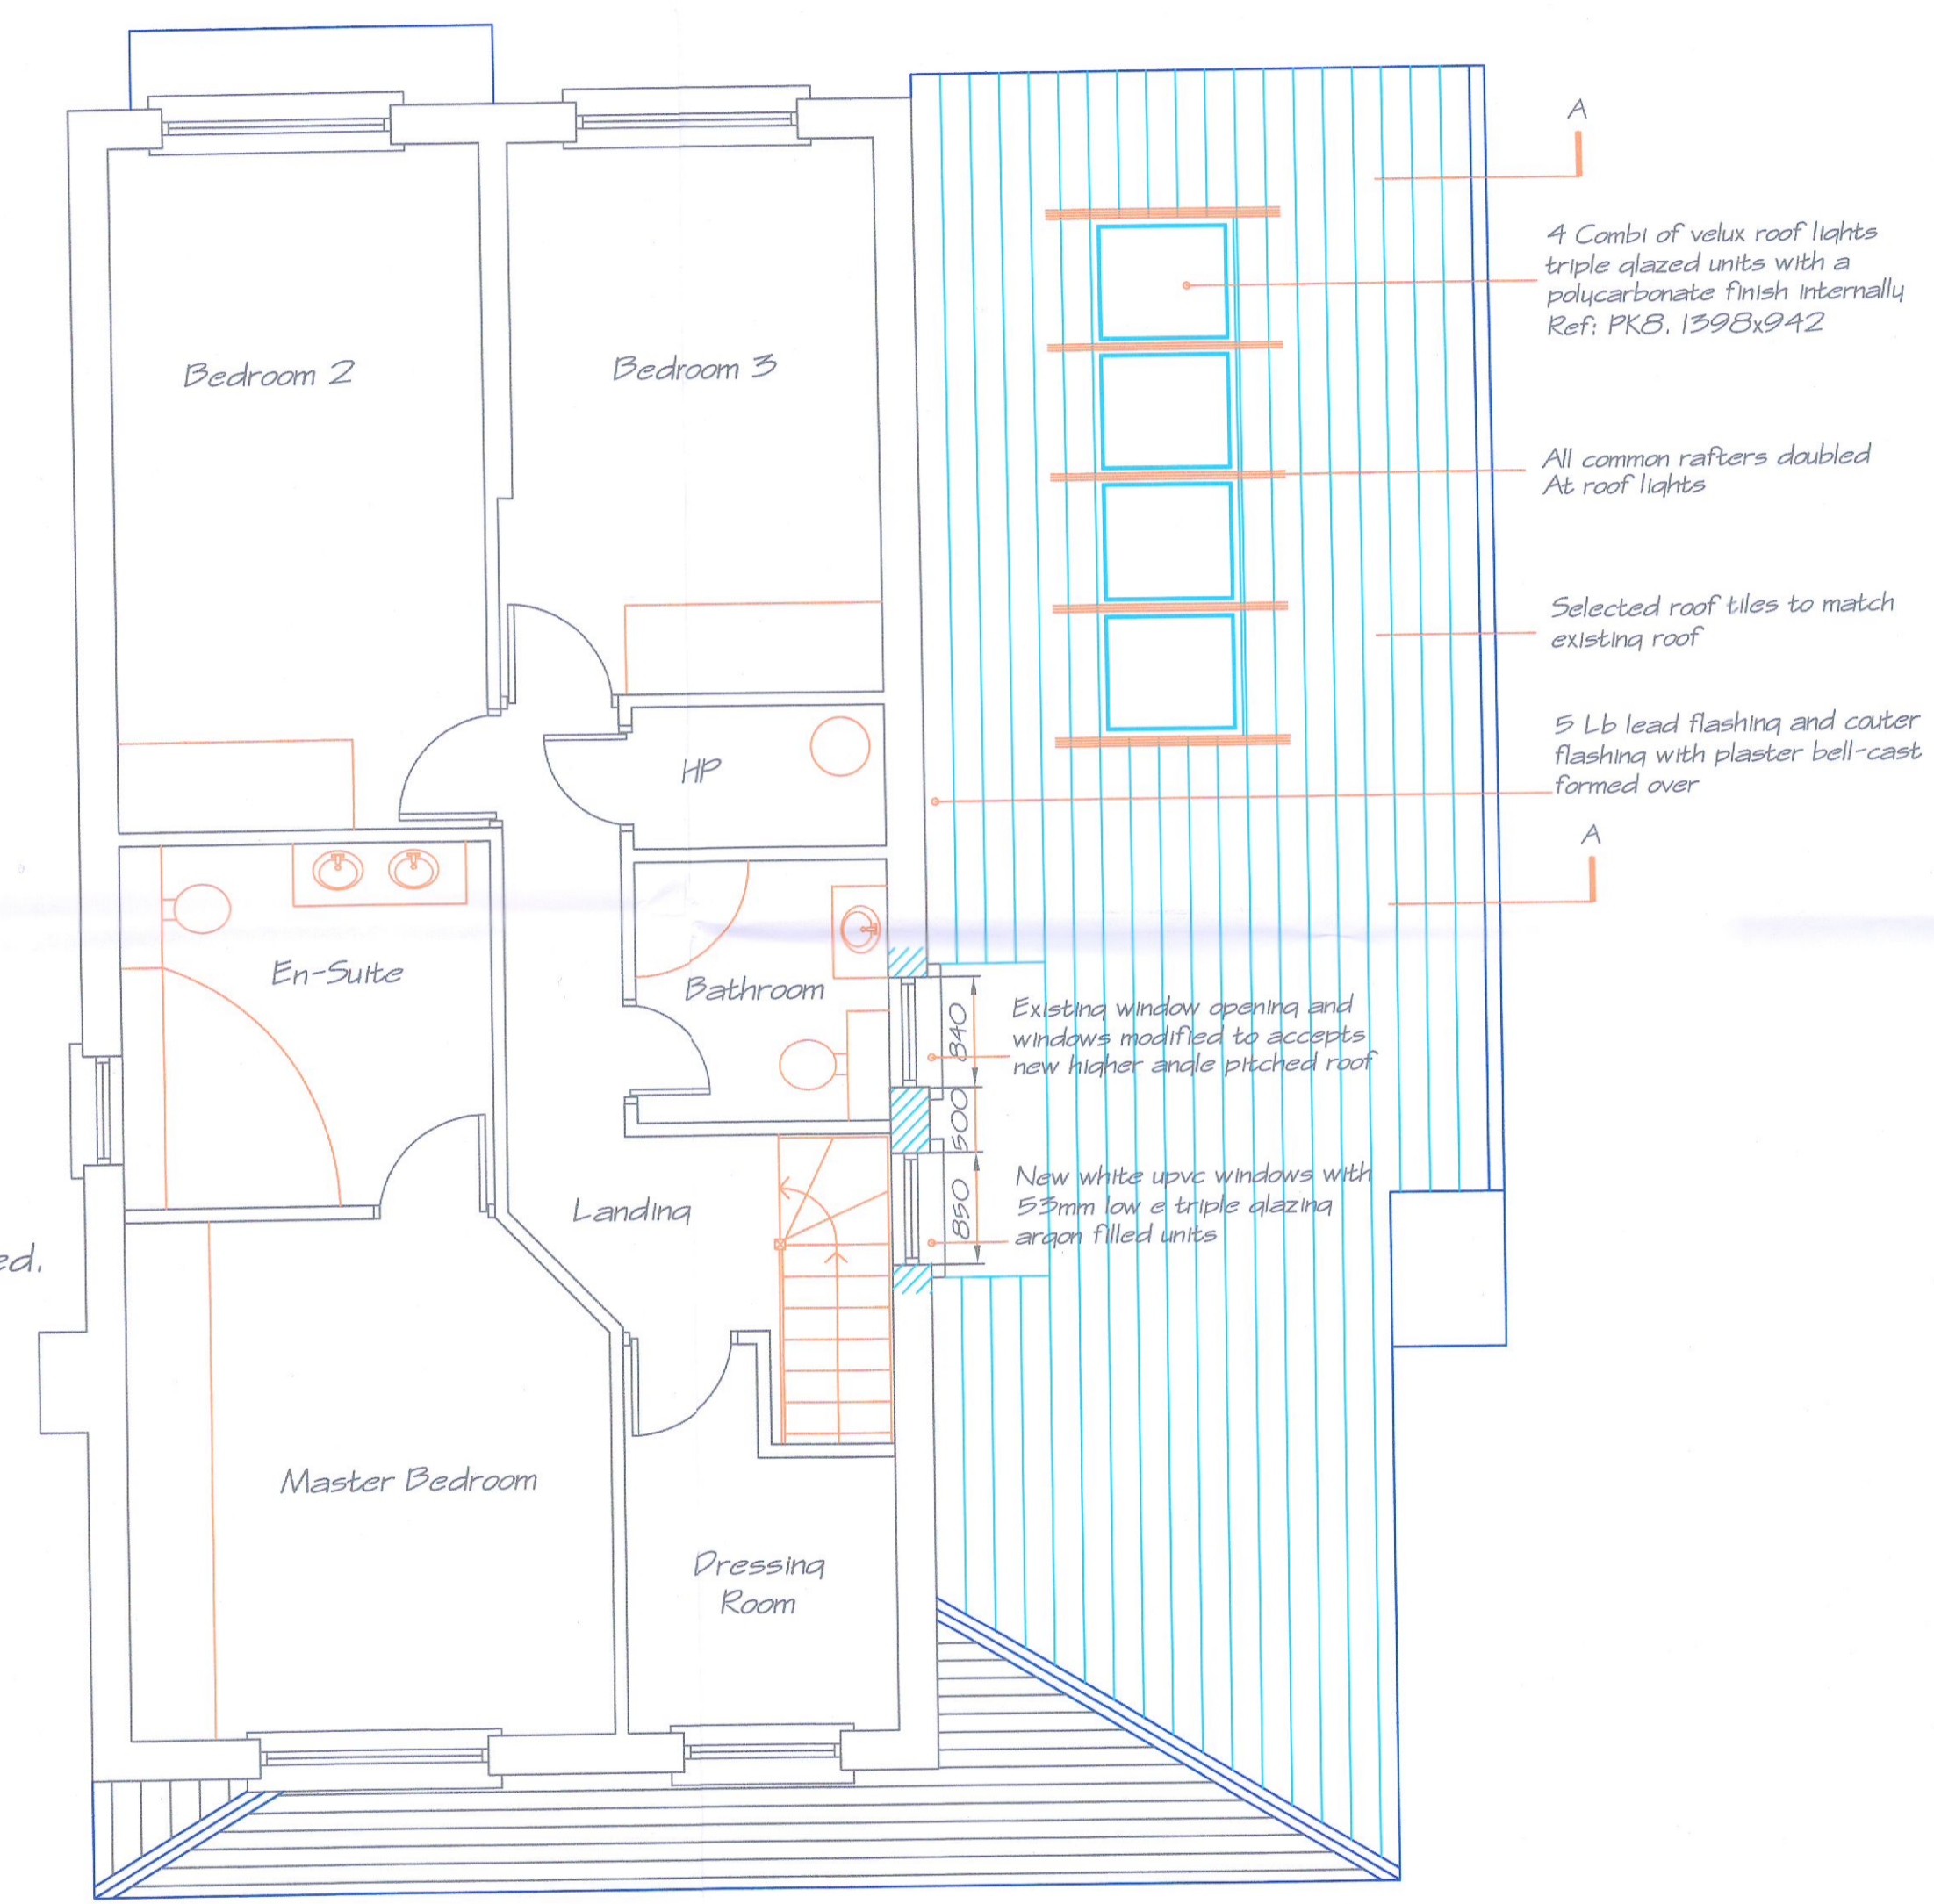 A
4 Combi of velux roof lights
triple glazed units with a
polycarbonate finish internally
Ref: PK8. 1398x942
Bedroom 2
Bedroom 3
All common rafters doubled
At roof lights
Selected roof tiles to match
existing roof
5 Lb lead flashing and couter
flashing with plaster bell-cast
formed over
HP
A
En-Suite
Bathroom
840
Existing window opening and
windows modified to accepts
new higher angle pitched roof
500
850
New white upvc windows with
53mm low e triple glazing
argon filled units
Landing
ed.
Master Bedroom
Dressing
Room